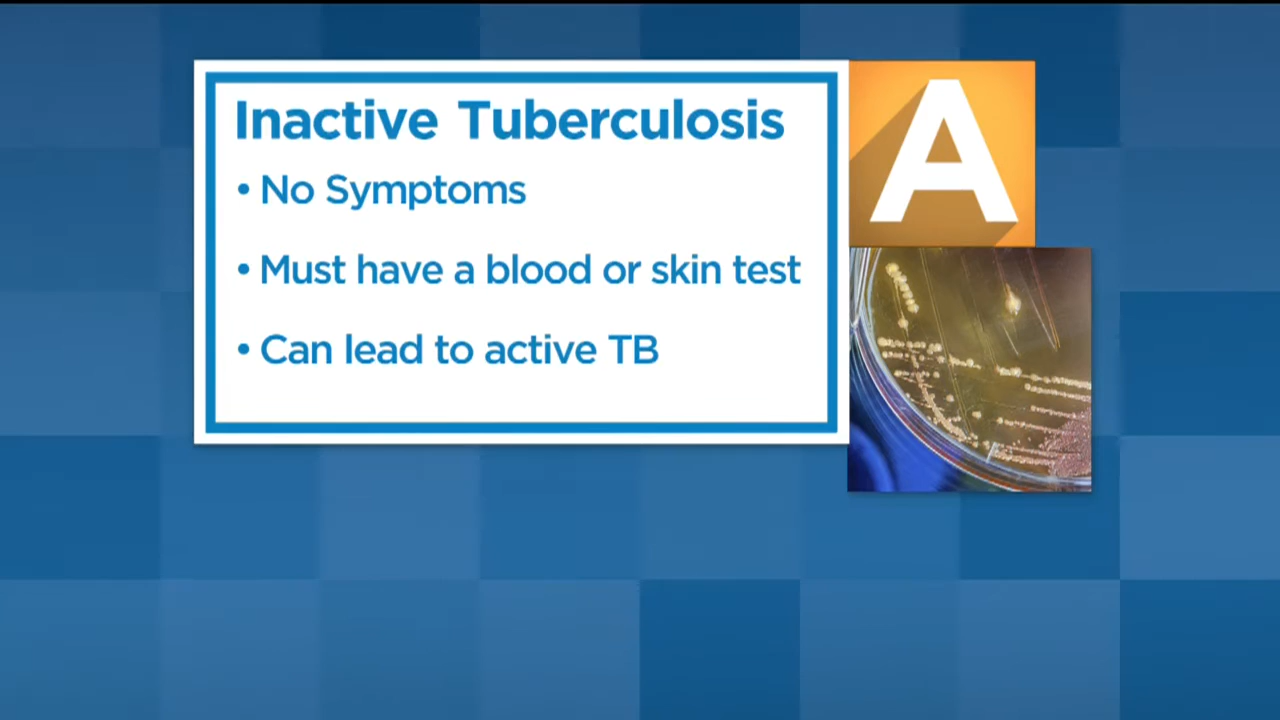 Inactive Tuberculosis
• No Symptoms
• Must have a blood or skin test
• Can lead to active TB
A